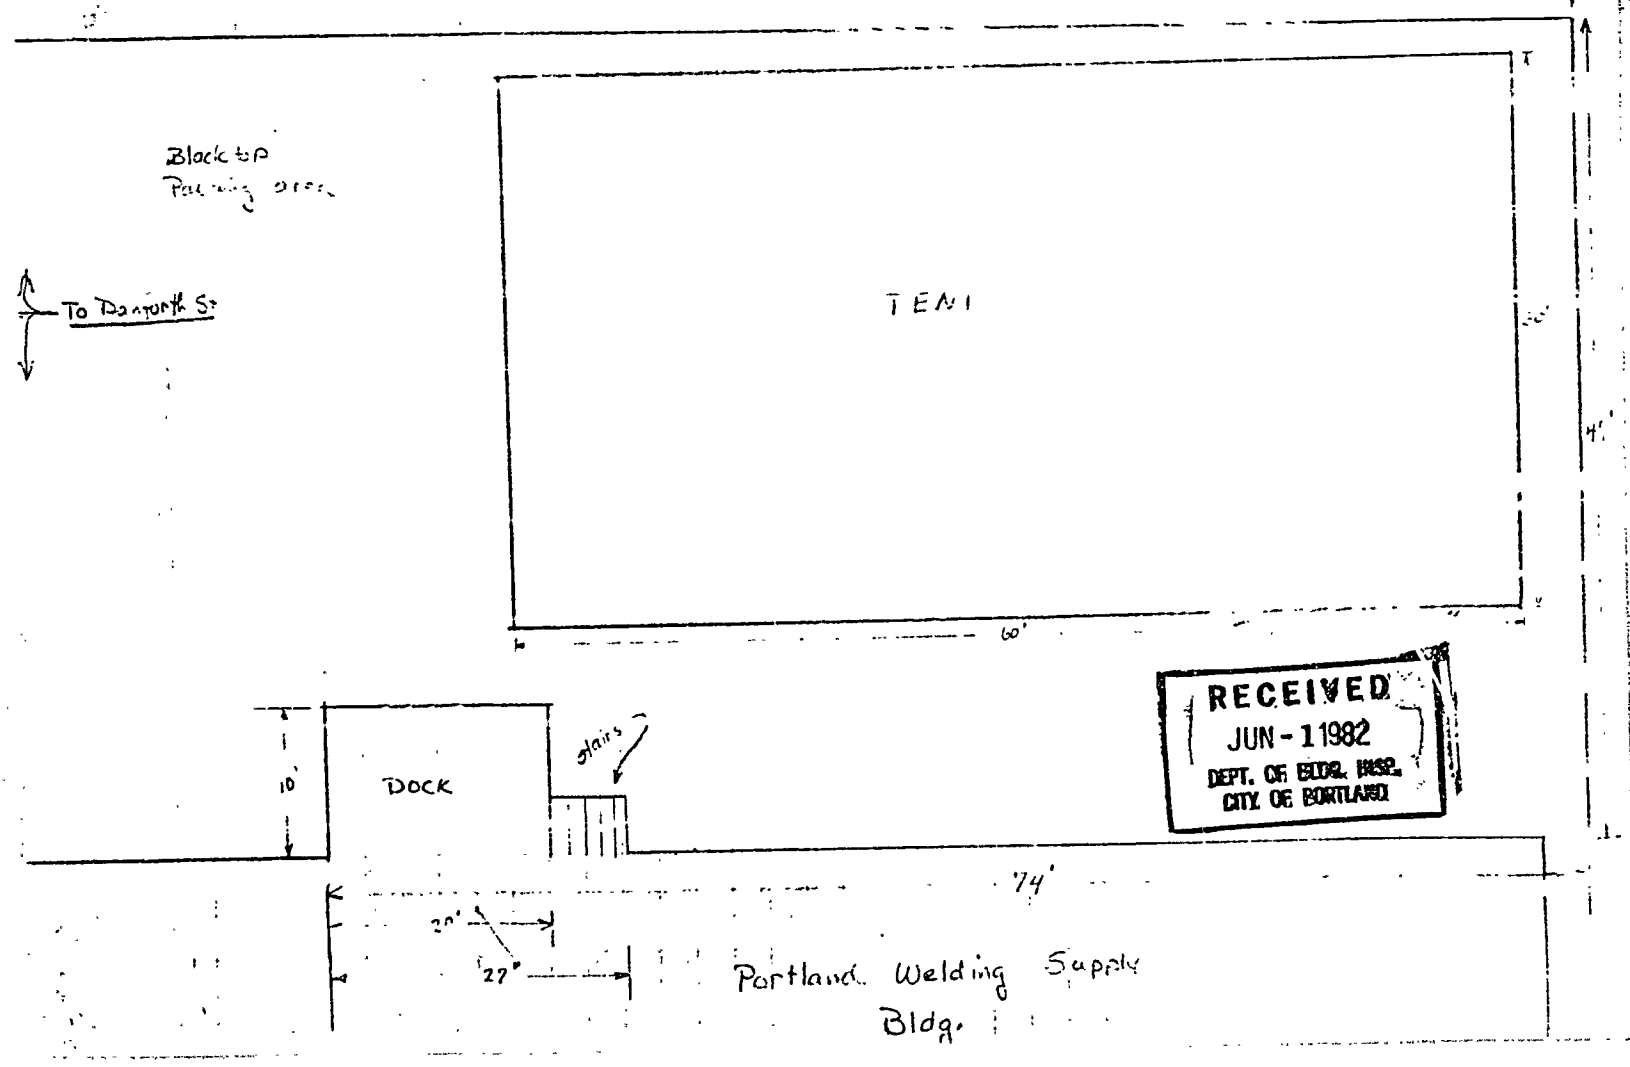 Blacktop
Parking area
To Danforth St
TENT
60'
RECEIVED
JUN - 1 1982
DEPT. OF BLDG. INSP.
CITY OF PORTLAND
stairs
10'
DOCK
74'
20'
27'
Portland Welding Supply
Bldg.